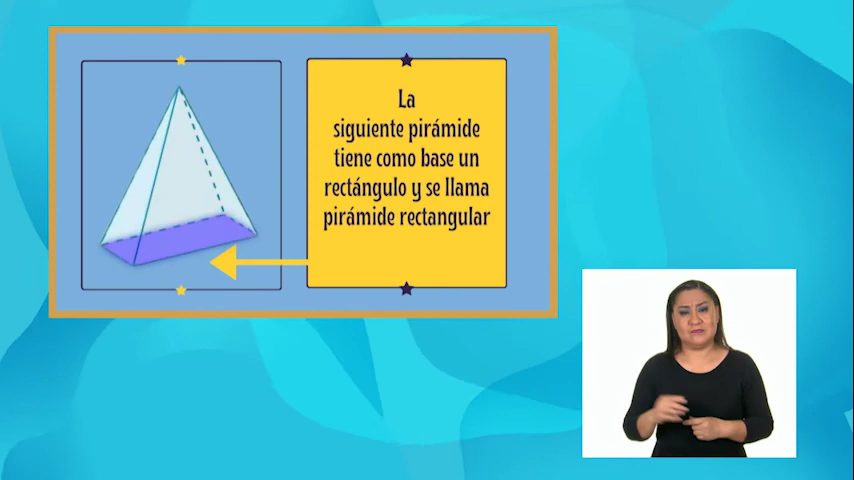 La
siguiente pirámide
tiene como base un
rectángulo y se llama
pirámide rectangular